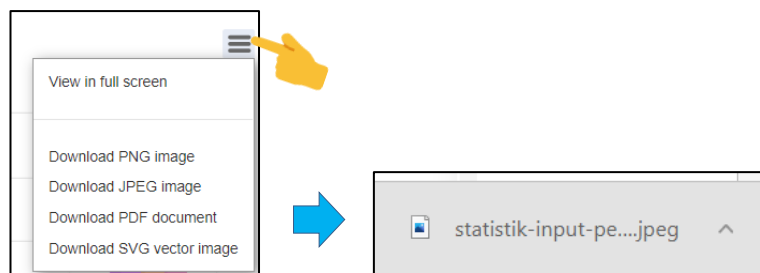 View in full screen
Download PNG image
Download JPEG image
Download PDF document
Download SVG vector image
statistik-input-pe....jpeg